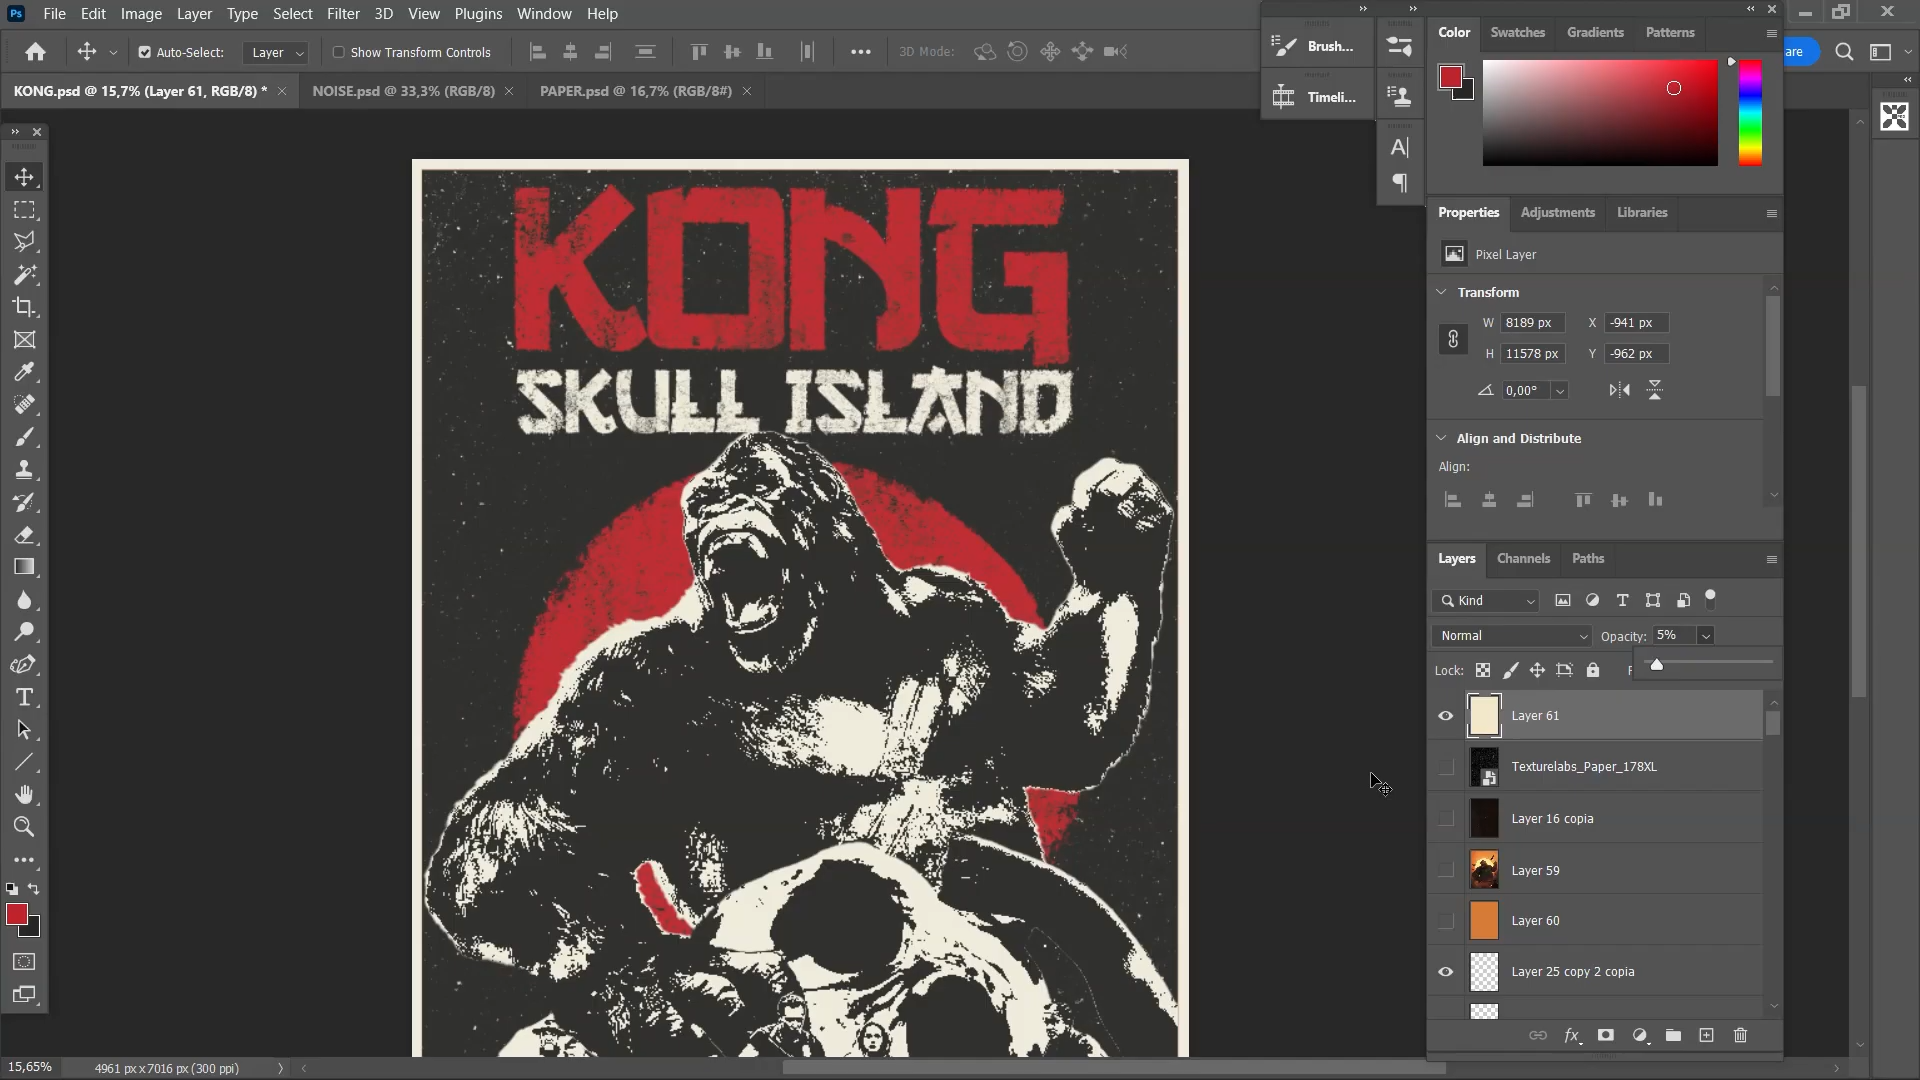 Ps File Edit Image Layer Type Select Filter 3D View Plugins Window Help
Auto-Select: Layer Show Transform Controls 3D Mode:
KONG.psd @ 15,7% (Layer 61, RGB/8) * NOISE.psd @ 33,3% (RGB/8) PAPER.psd @ 16,7% (RGB/8#)
Brush...
Timeli...
Color Swatches Gradients Patterns
are
Properties Adjustments Libraries
Pixel Layer
Transform
W 8189 px X -941 px
H 11578 px Y -962 px
0,00°
Align and Distribute
Align:
KONG
SKULL ISLAND
Layers Channels Paths
Kind
Normal Opacity: 5%
Lock:
Layer 61
Texturelabs_Paper_178XL
Layer 16 copia
Layer 59
Layer 60
Layer 25 copy 2 copia
15,65% 4961 px x 7016 px (300 ppi)